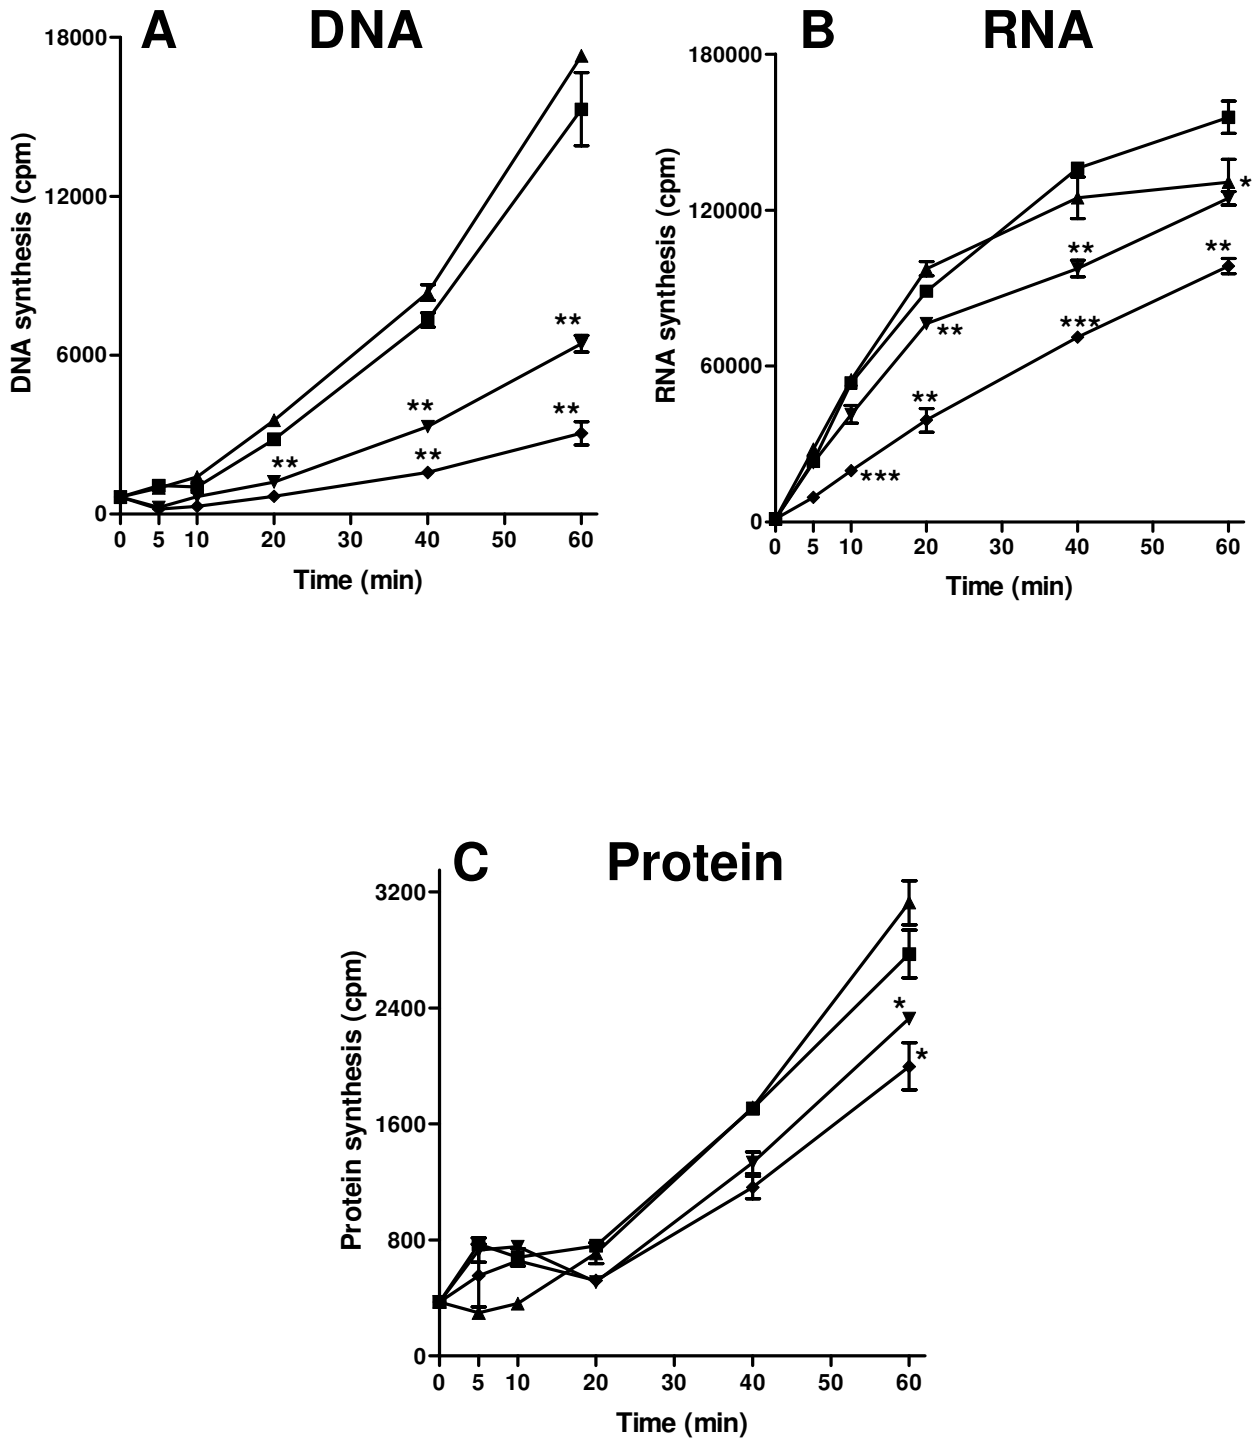 A DNA
18000
12000
6000
0
DNA synthesis (cpm)
**
**
**
**
**
0 5 10 20 30 40 50 60
Time (min)
B RNA
180000
120000
60000
0
RNA synthesis (cpm)
*
**
**
**
***
**
***
0 5 10 20 30 40 50 60
Time (min)
C Protein
3200
2400
1600
800
0
Protein synthesis (cpm)
*
*
0 5 10 20 30 40 50 60
Time (min)